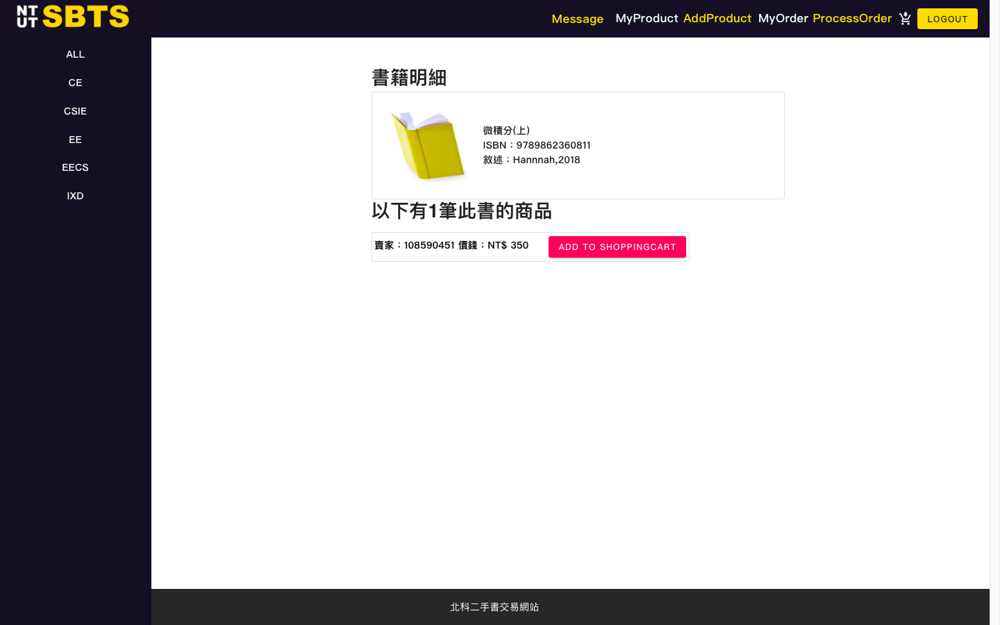 NT
UT SBTS
Message MyProduct AddProduct MyOrder ProcessOrder LOGOUT
ALL
CE
CSIE
EE
EECS
IXD
書籍明細
微積分(上)
ISBN：9789862360811
敘述：Hannnah,2018
以下有1筆此書的商品
賣家：108590451 價錢：NT$ 350 ADD TO SHOPPINGCART
北科二手書交易網站